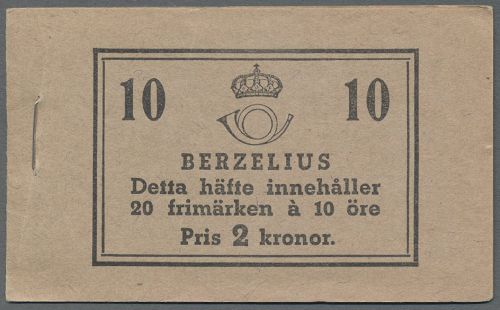 10 10
BERZELIUS
Detta häfte innehåller
20 frimärken à 10 öre
Pris 2 kronor.